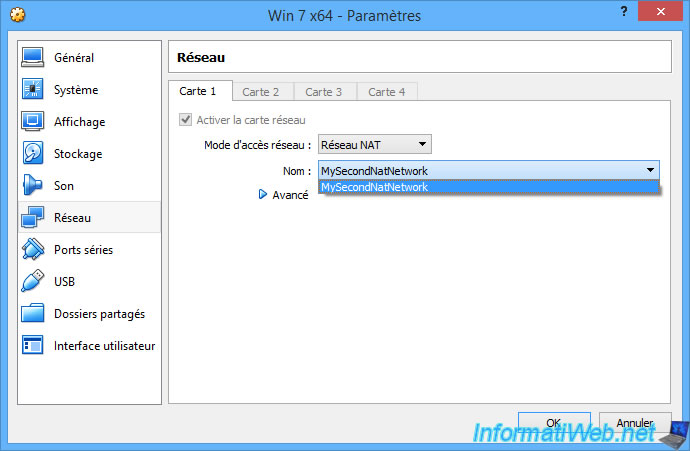 Win 7 x64 - Paramètres
?
Général
Système
Affichage
Stockage
Son
Réseau
Ports séries
USB
Dossiers partagés
Interface utilisateur
Réseau
Carte 1 Carte 2 Carte 3 Carte 4
Activer la carte réseau
Mode d'accès réseau : Réseau NAT
Nom : MySecondNatNetwork
MySecondNatNetwork
Avancé
OK Annuler
InformatiWeb.net